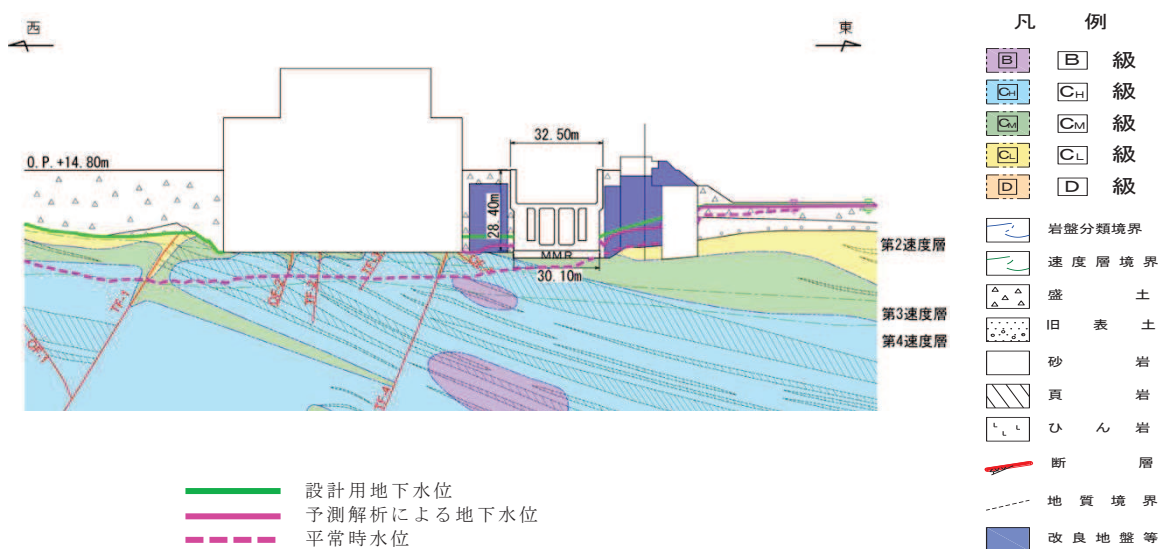 西
東
O.P.+14.80m
32.50m
28.40m
MMR
30.10m
TF-1
TF-4
第2速度層
第3速度層
第4速度層
設計用地下水位
予測解析による地下水位
平常時水位
凡 例
B B 級
CH CH 級
CM CM 級
CL CL 級
D D 級
岩盤分類境界
速度層境界
盛土
旧表土
砂岩
頁岩
ひん岩
断層
地質境界
改良地盤等